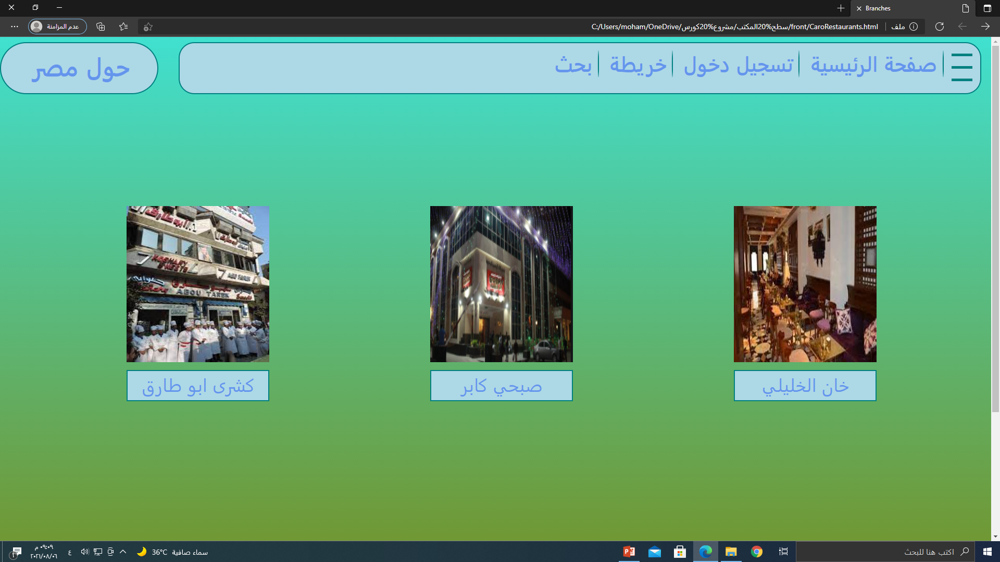 Branches
ملف
C:/Users/moham/OneDrive/سطح%20المكتب/مشروع%20كورس/front/CaroRestaurants.html
عدم المزامنة
صفحة الرئيسية
تسجيل دخول
خريطة
بحث
حول مصر
ABOU TAREK
خان الخليلي
صبحي كابر
كشرى ابو طارق
اكتب هنا للبحث
سماء صافية 36°C
ع
٠٩:٠٩ م
٢٠٢١/٠٨/٠٦
١